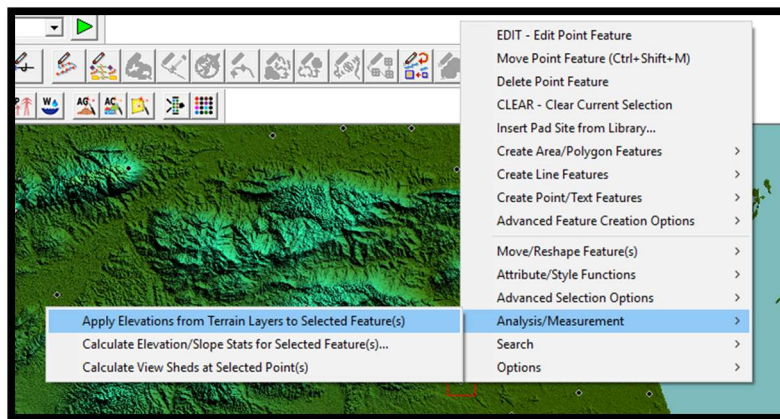 EDIT - Edit Point Feature
Move Point Feature (Ctrl+Shift+M)
Delete Point Feature
CLEAR - Clear Current Selection
Insert Pad Site from Library...
Create Area/Polygon Features
Create Line Features
Create Point/Text Features
Advanced Feature Creation Options
Move/Reshape Feature(s)
Attribute/Style Functions
Advanced Selection Options
Analysis/Measurement
Search
Options
Apply Elevations from Terrain Layers to Selected Feature(s)
Calculate Elevation/Slope Stats for Selected Feature(s)...
Calculate View Sheds at Selected Point(s)
P W AG AC